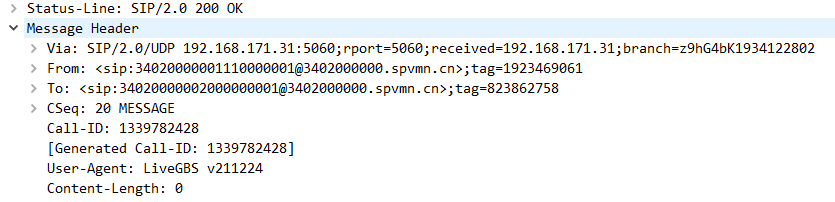 Status-Line: SIP/2.0 200 OK
Message Header
Via: SIP/2.0/UDP 192.168.171.31:5060;rport=5060;received=192.168.171.31;branch=z9hG4bK1934122802
From: <sip:34020000001110000001@3402000000.spvmn.cn>;tag=1923469061
To: <sip:34020000002000000001@3402000000.spvmn.cn>;tag=823862758
CSeq: 20 MESSAGE
Call-ID: 1339782428
[Generated Call-ID: 1339782428]
User-Agent: LiveGBS v211224
Content-Length: 0